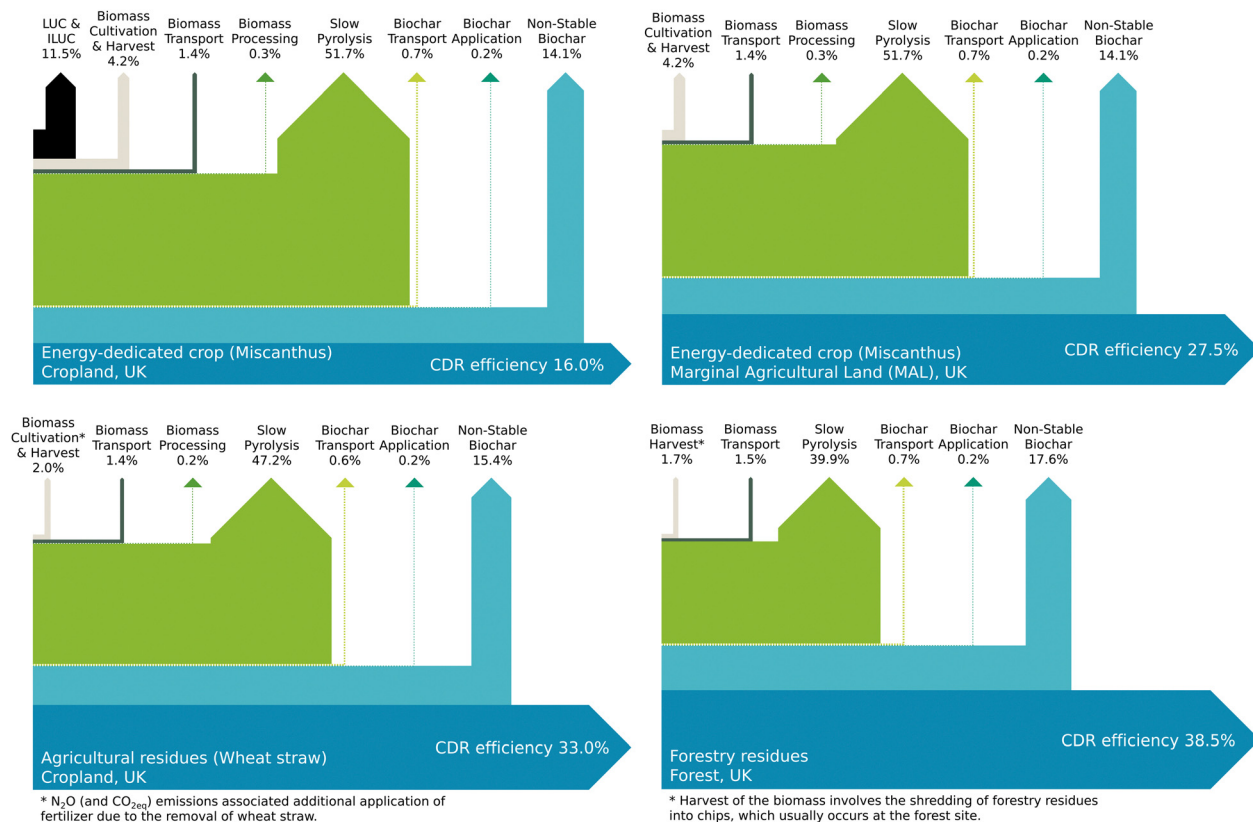 LUC &
ILUC
11.5%
Biomass
Cultivation
& Harvest
4.2%
Biomass
Transport
1.4%
Biomass
Processing
0.3%
Slow
Pyrolysis
51.7%
Biochar
Transport
0.7%
Biochar
Application
0.2%
Non-Stable
Biochar
14.1%
Energy-dedicated crop (Miscanthus)
Cropland, UK
CDR efficiency 16.0%
Biomass
Cultivation
& Harvest
4.2%
Biomass
Transport
1.4%
Biomass
Processing
0.3%
Slow
Pyrolysis
51.7%
Biochar
Transport
0.7%
Biochar
Application
0.2%
Non-Stable
Biochar
14.1%
Energy-dedicated crop (Miscanthus)
Marginal Agricultural Land (MAL), UK
CDR efficiency 27.5%
Biomass
Cultivation*
& Harvest
2.0%
Biomass
Transport
1.4%
Biomass
Processing
0.2%
Slow
Pyrolysis
47.2%
Biochar
Transport
0.6%
Biochar
Application
0.2%
Non-Stable
Biochar
15.4%
Agricultural residues (Wheat straw)
Cropland, UK
CDR efficiency 33.0%
* N₂O (and CO₂eq) emissions associated additional application of
fertilizer due to the removal of wheat straw.
Biomass
Harvest*
1.7%
Biomass
Transport
1.5%
Slow
Pyrolysis
39.9%
Biochar
Transport
0.7%
Biochar
Application
0.2%
Non-Stable
Biochar
17.6%
Forestry residues
Forest, UK
CDR efficiency 38.5%
* Harvest of the biomass involves the shredding of forestry residues
into chips, which usually occurs at the forest site.